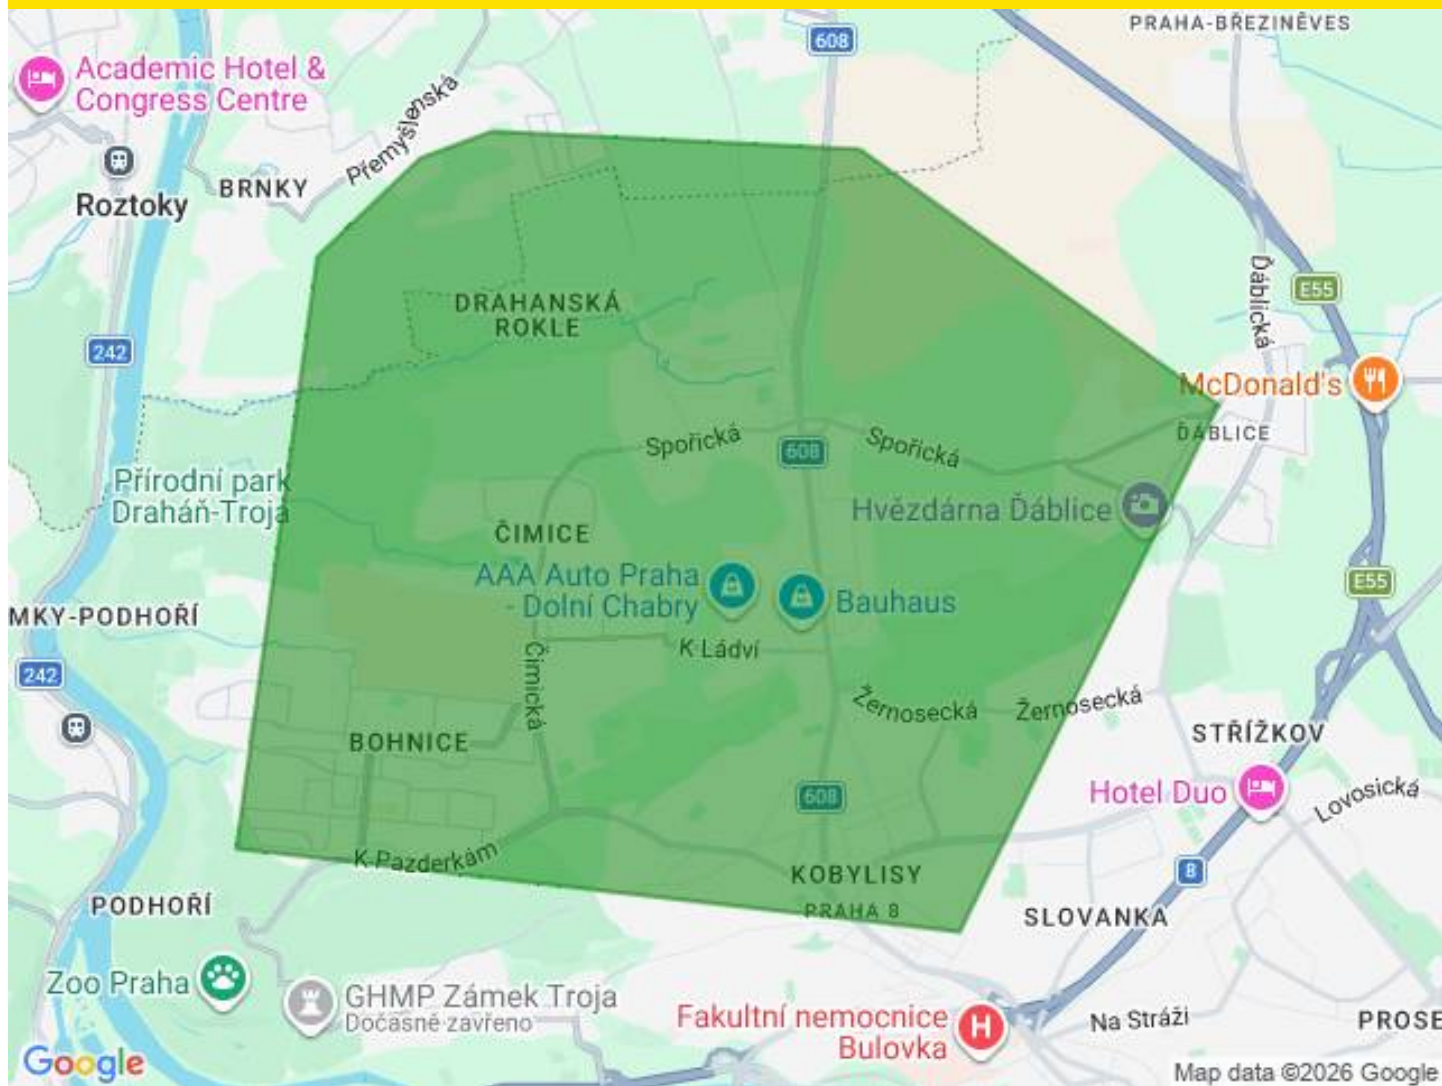 608
PRAHA-BŘEZINĚVES
Academic Hotel &
Congress Centre
Přemyšlenská
BRNKY
Roztoky
Ďáblická
E55
DRAHANSKÁ
ROKLE
242
McDonald's
ĎÁBLICE
Spořická
608
Spořická
Přírodní park
Draháň-Troja
Hvězdárna Ďáblice
ČIMICE
AAA Auto Praha
- Dolní Chabry
Bauhaus
E55
MKY-PODHOŘÍ
K Ládví
Čimická
242
Žernosecká
Žernosecká
BOHNICE
STŘÍŽKOV
608
Hotel Duo
Lovosická
K Pazderkám
KOBYLISY
8
PRAHA 8
PODHOŘÍ
SLOVANKA
Zoo Praha
GHMP Zámek Troja
Dočasně zavřeno
Fakultní nemocnice
Bulovka
H
Na Stráži
PROSE
Google
Map data ©2026 Google